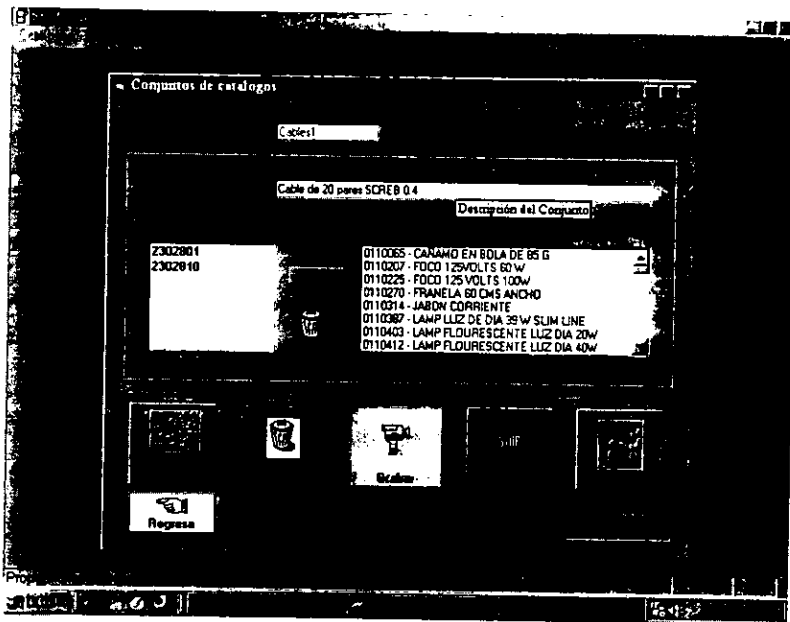 Conjuntos de catalogos
Cables1
Cable de 20 pares SCREB 0.4
Descripción del Conjunto
2302801
2302810
0110065 - CANAMO EN BOLA DE 85 G
0110207 - FOCO 125VOLTS 60 W
0110225 - FOCO 125 VOLTS 100W
0110270 - FRANELA 60 CMS ANCHO
0110314 - JABON CORRIENTE
0110387 - LAMP LUZ DE DIA 39 W SLIM LINE
0110403 - LAMP FLOURESCENTE LUZ DIA 20W
0110412 - LAMP FLOURESCENTE LUZ DIA 40W
Regresa